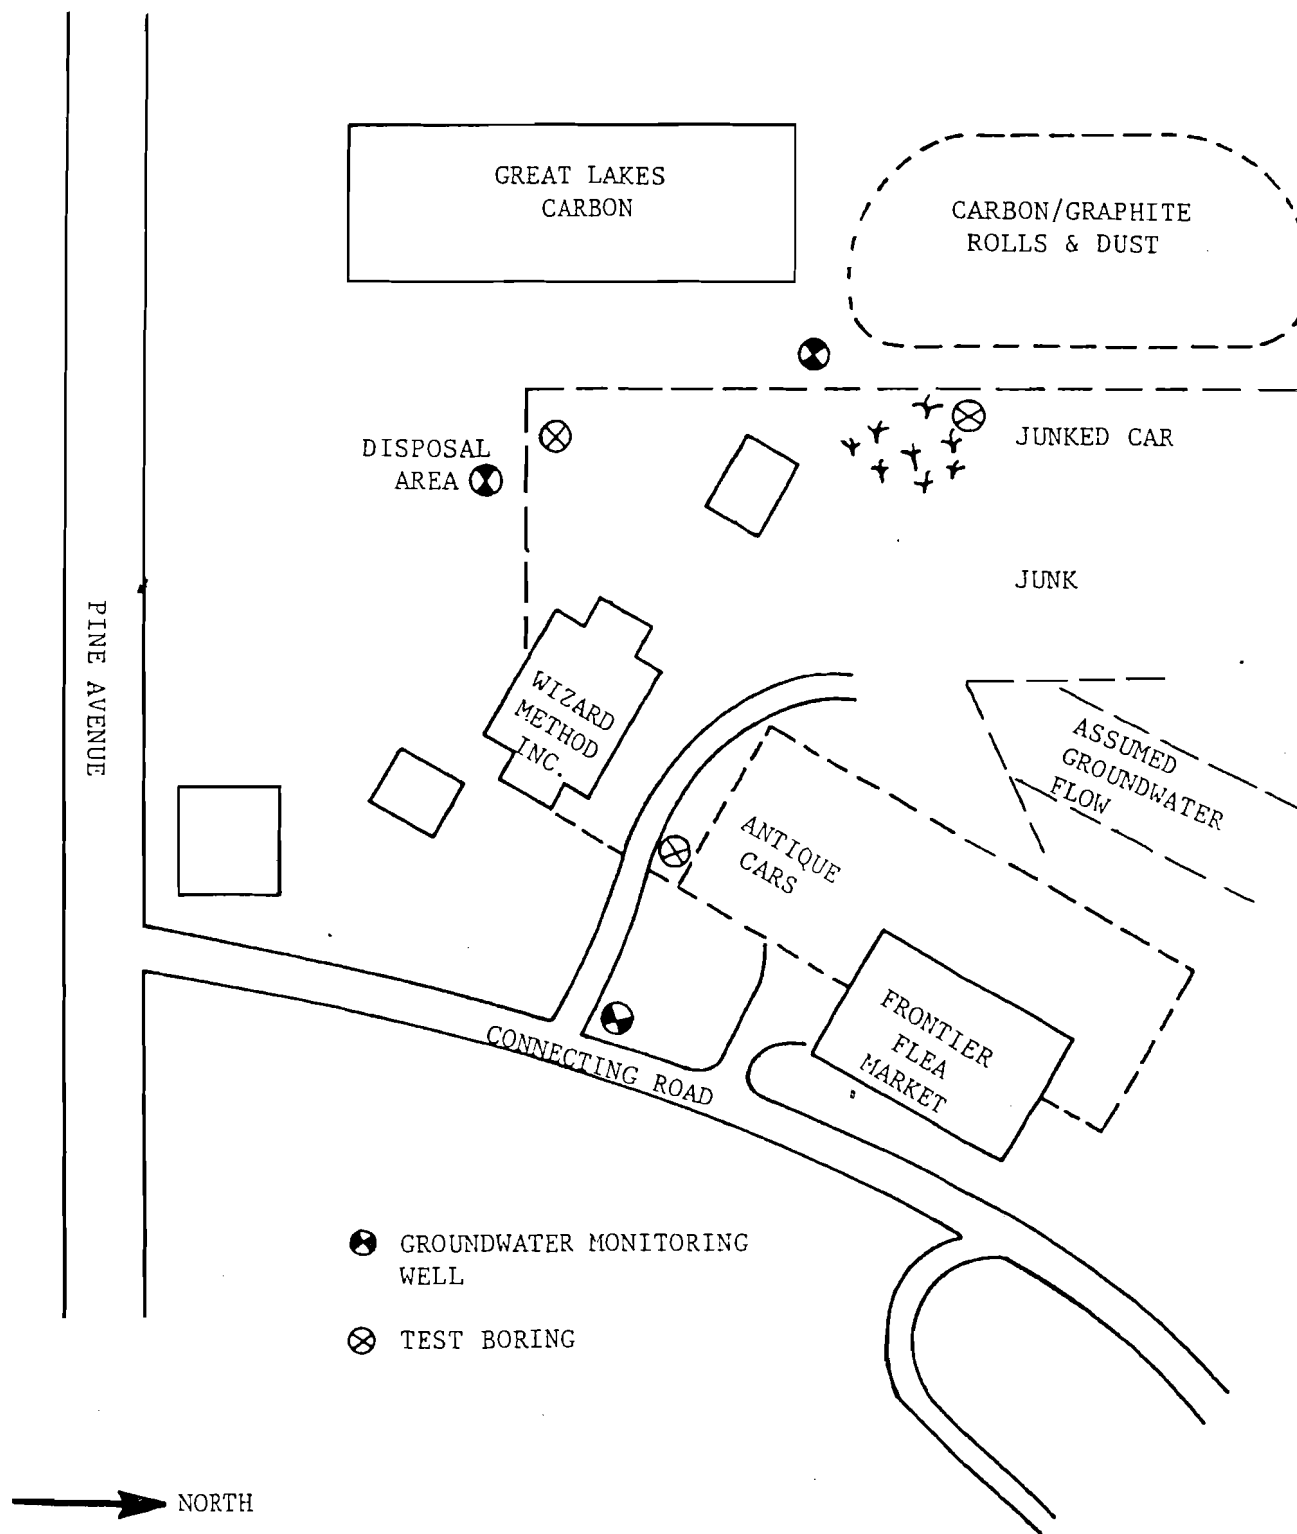 GREAT LAKES
CARBON
CARBON/GRAPHITE
ROLLS & DUST
DISPOSAL
AREA
JUNKED CAR
JUNK
PINE AVENUE
WIZARD
METHOD
INC.
ASSUMED
GROUNDWATER
FLOW
ANTIQUE
CARS
FRONTIER
FLEA
MARKET
CONNECTING ROAD
GROUNDWATER MONITORING
WELL
TEST BORING
NORTH